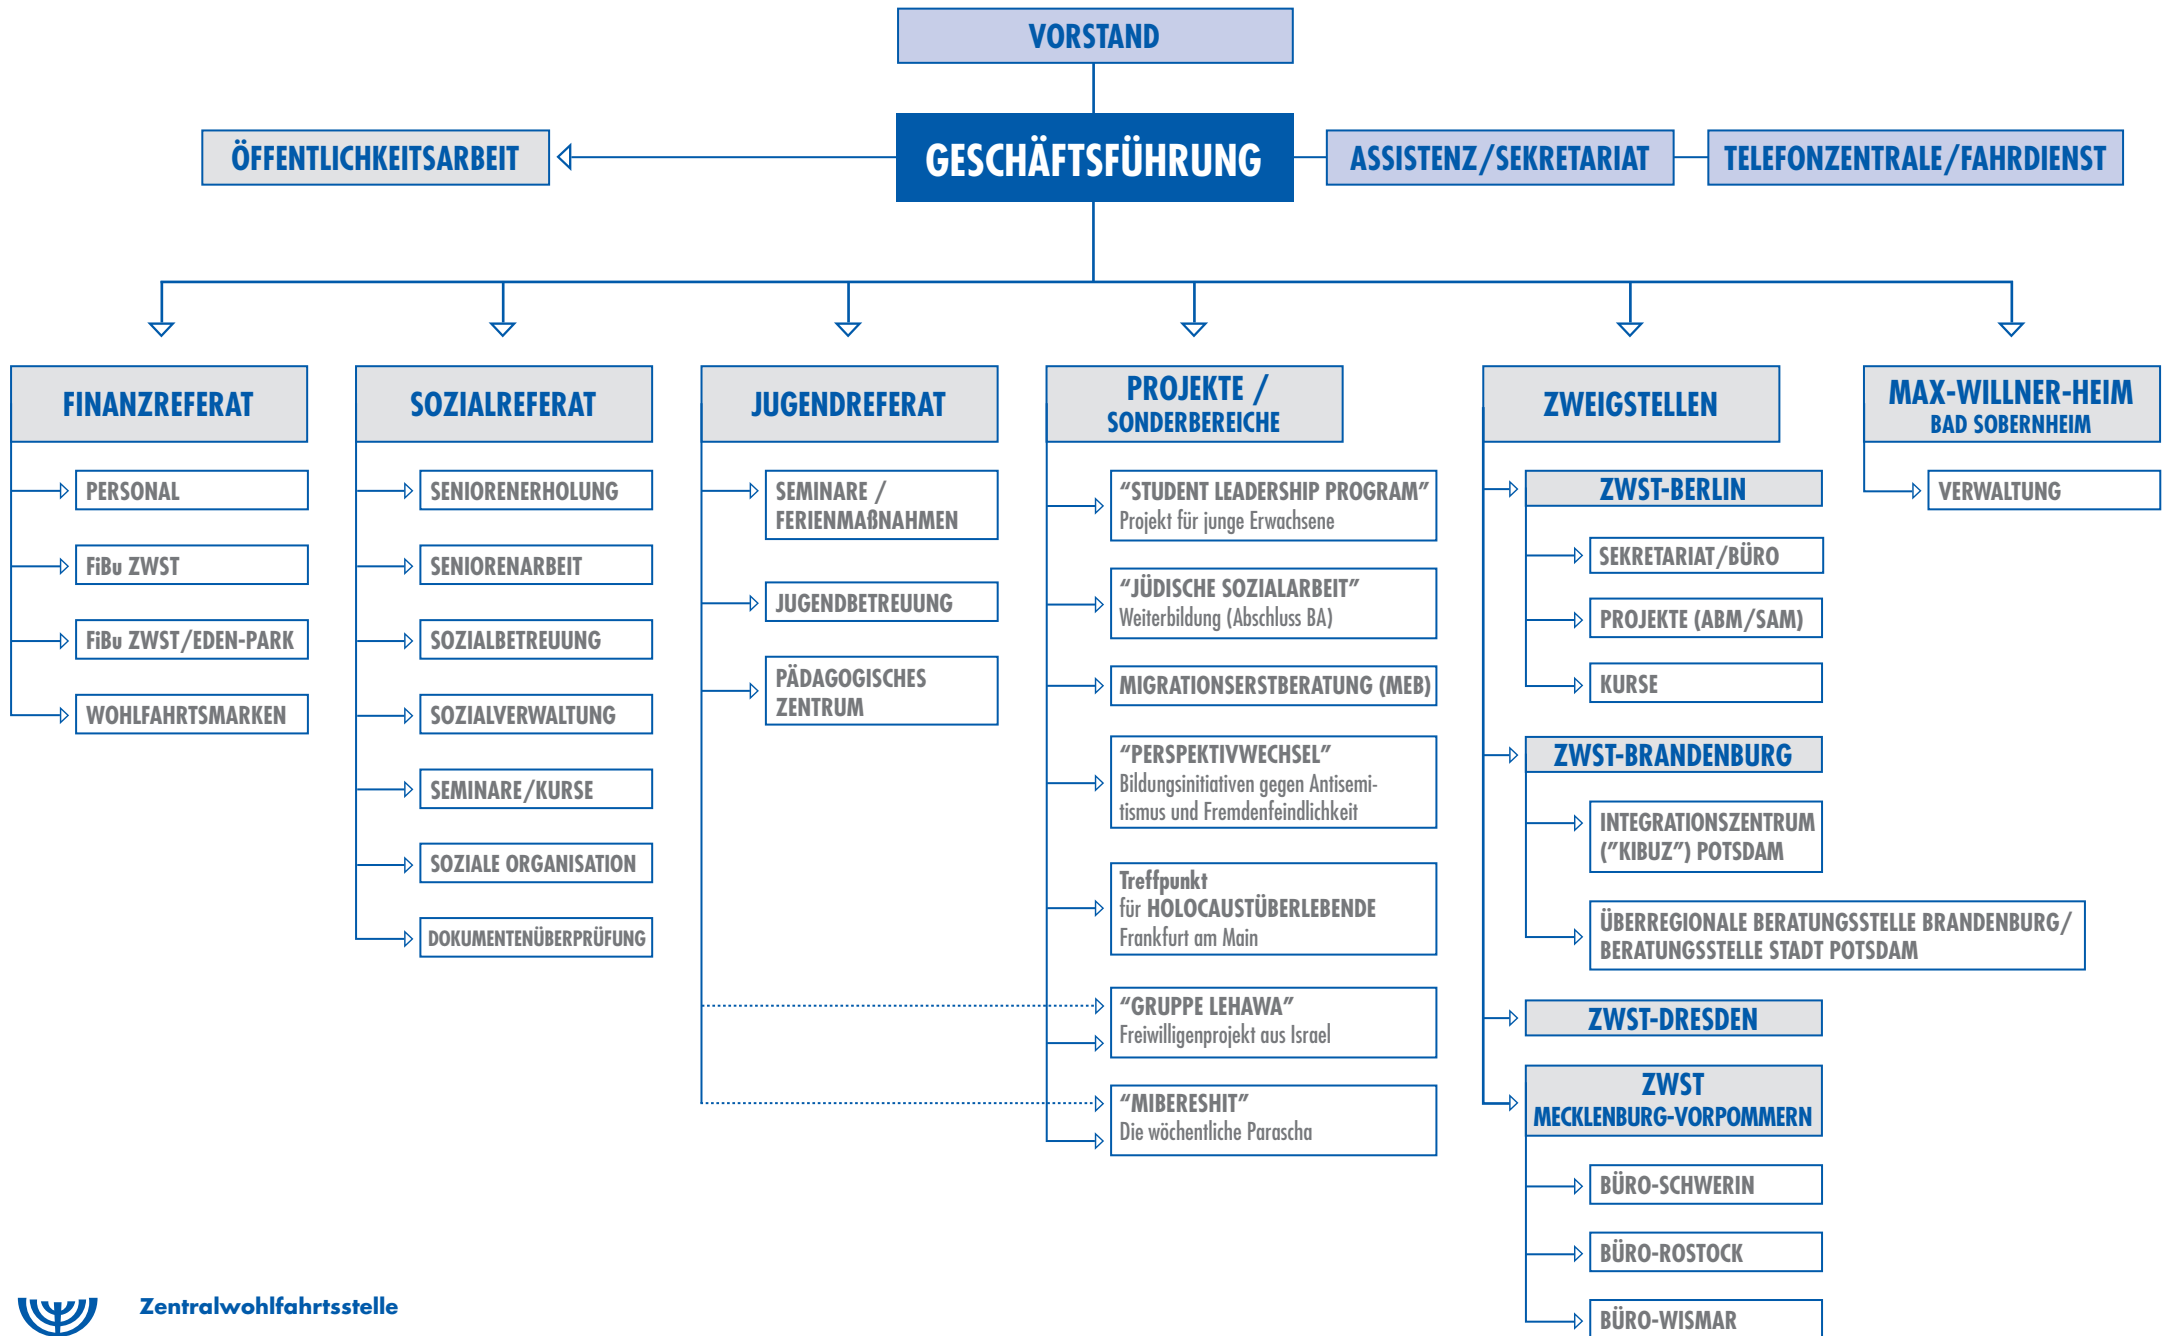 VORSTAND
ÖFFENTLICHKEITSARBEIT
GESCHÄFTSFÜHRUNG
ASSISTENZ/SEKRETARIAT
TELEFONZENTRALE/FAHRDIENST
FINANZREFERAT
PERSONAL
FiBu ZWST
FiBu ZWST/EDEN-PARK
WOHLFAHRTSMARKEN
SOZIALREFERAT
SENIORENERHOLUNG
SENIORENARBEIT
SOZIALBETREUUNG
SOZIALVERWALTUNG
SEMINARE/KURSE
SOZIALE ORGANISATION
DOKUMENTENÜBERPRÜFUNG
JUGENDREFERAT
SEMINARE /
FERIENMAßNAHMEN
JUGENDBETREUUNG
PÄDAGOGISCHES
ZENTRUM
PROJEKTE /
SONDERBEREICHE
“STUDENT LEADERSHIP PROGRAM”
Projekt für junge Erwachsene
“JÜDISCHE SOZIALARBEIT”
Weiterbildung (Abschluss BA)
MIGRATIONSERSTBERATUNG (MEB)
“PERSPEKTIVWECHSEL”
Bildungsinitiativen gegen Antisemi-
tismus und Fremdenfeindlichkeit
Treffpunkt
für HOLOCAUSTÜBERLEBENDE
Frankfurt am Main
“GRUPPE LEHAWA”
Freiwilligenprojekt aus Israel
“MIBERESHIT”
Die wöchentliche Parascha
ZWEIGSTELLEN
ZWST-BERLIN
SEKRETARIAT/BÜRO
PROJEKTE (ABM/SAM)
KURSE
ZWST-BRANDENBURG
INTEGRATIONSZENTRUM
(”KIBUZ”) POTSDAM
ÜBERREGIONALE BERATUNGSSTELLE BRANDENBURG/
BERATUNGSSTELLE STADT POTSDAM
ZWST-DRESDEN
ZWST
MECKLENBURG-VORPOMMERN
BÜRO-SCHWERIN
BÜRO-ROSTOCK
BÜRO-WISMAR
MAX-WILLNER-HEIM
BAD SOBERNHEIM
VERWALTUNG
Zentralwohlfahrtsstelle